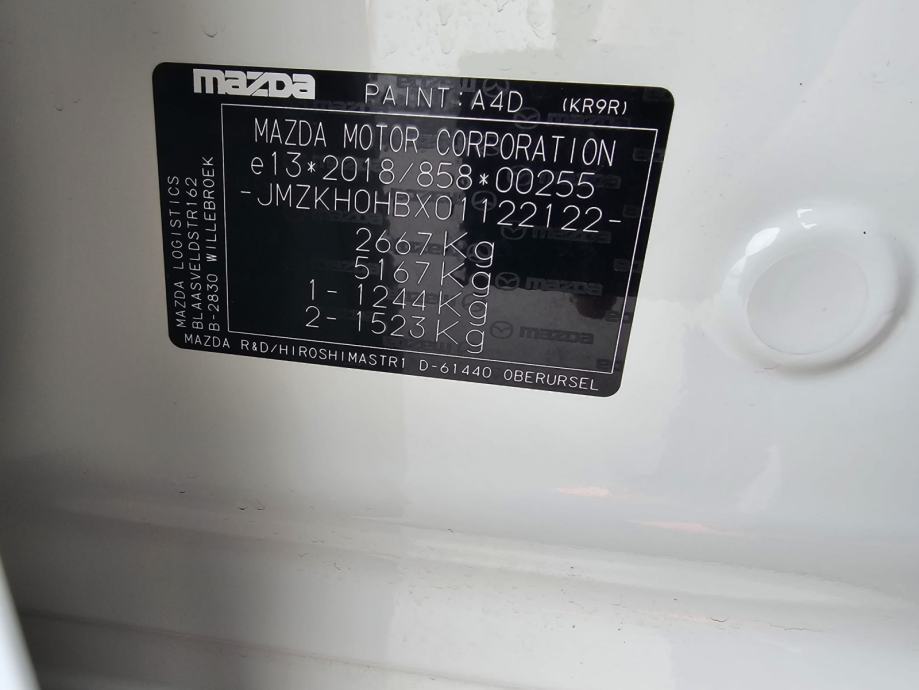 mazda
PAINT:A4D (KR9R)
MAZDA MOTOR CORPORATION
e13*2018/858*00255
-JMZKH0HBX01122122-
2667Kg
5167Kg
1- 1244Kg
2- 1523Kg
MAZDA LOGISTICS
BLAASVELDSTR162
B-2830 WILLEBROEK
MAZDA R&D/HIROSHIMASTR1 D-61440 OBERURSEL